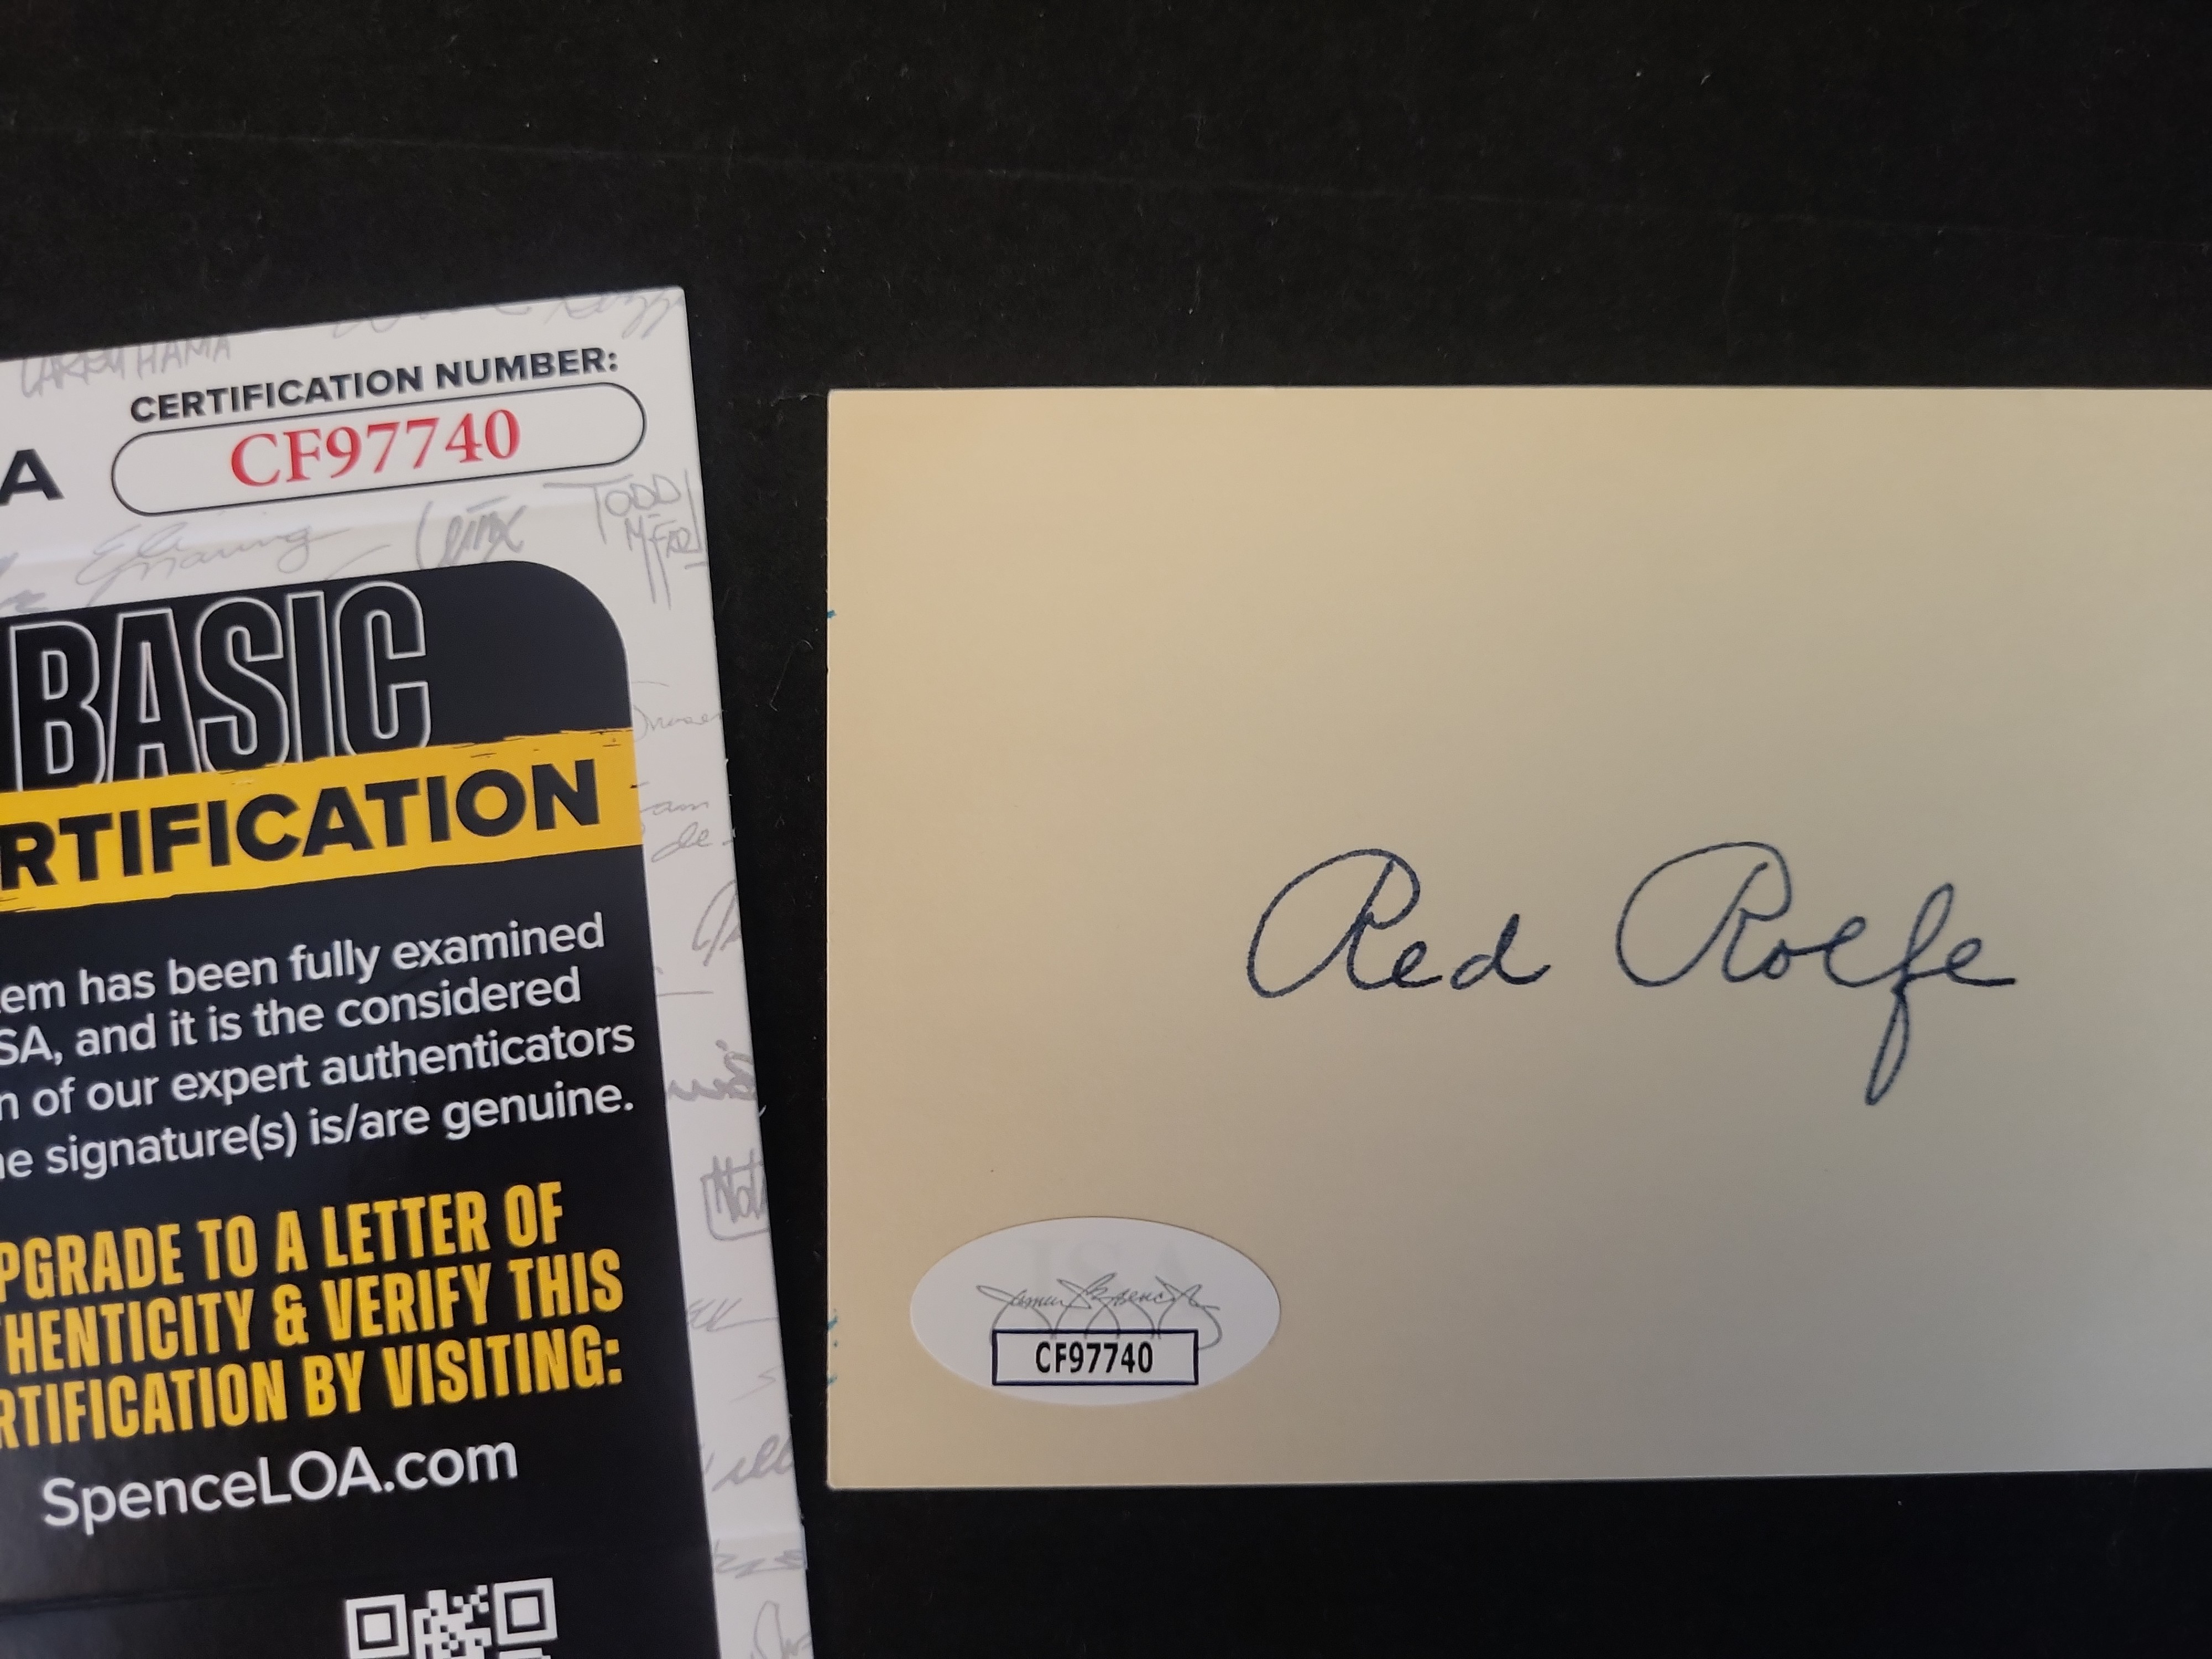 CERTIFICATION NUMBER:
A
CF97740
TODD
BASIC
RTIFICATION
em has been fully examined
SA, and it is the considered
n of our expert authenticators
e signature(s) is/are genuine.
PGRADE TO A LETTER OF
HENTICITY & VERIFY THIS
RTIFICATION BY VISITING:
SpenceLOA.com
Red Rolfe
JSA
CF97740